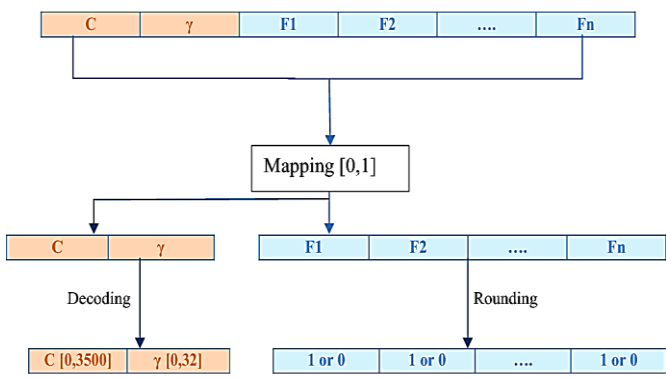 C γ F1 F2 .... Fn
Mapping [0,1]
C γ F1 F2 .... Fn
Decoding Rounding
C [0,3500] γ [0,32] 1 or 0 1 or 0 .... 1 or 0